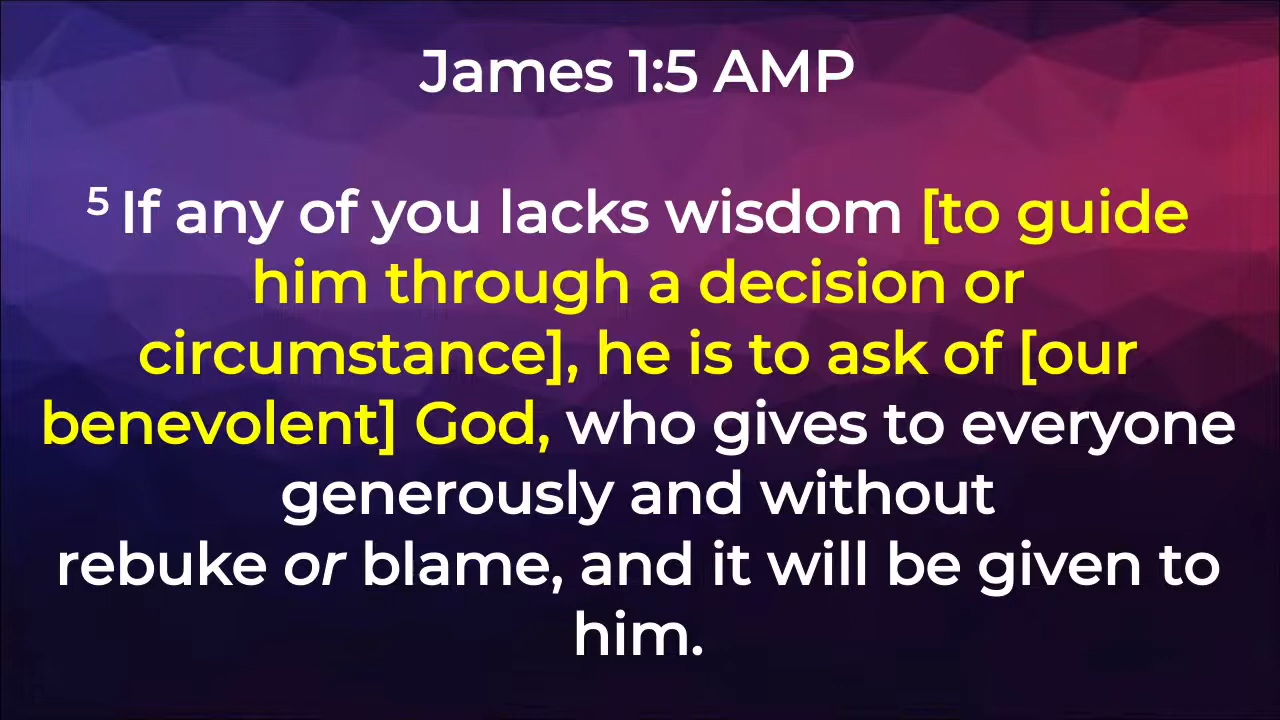 James 1:5 AMP
5 If any of you lacks wisdom [to guide
him through a decision or
circumstance], he is to ask of [our
benevolent] God, who gives to everyone
generously and without
rebuke or blame, and it will be given to
him.